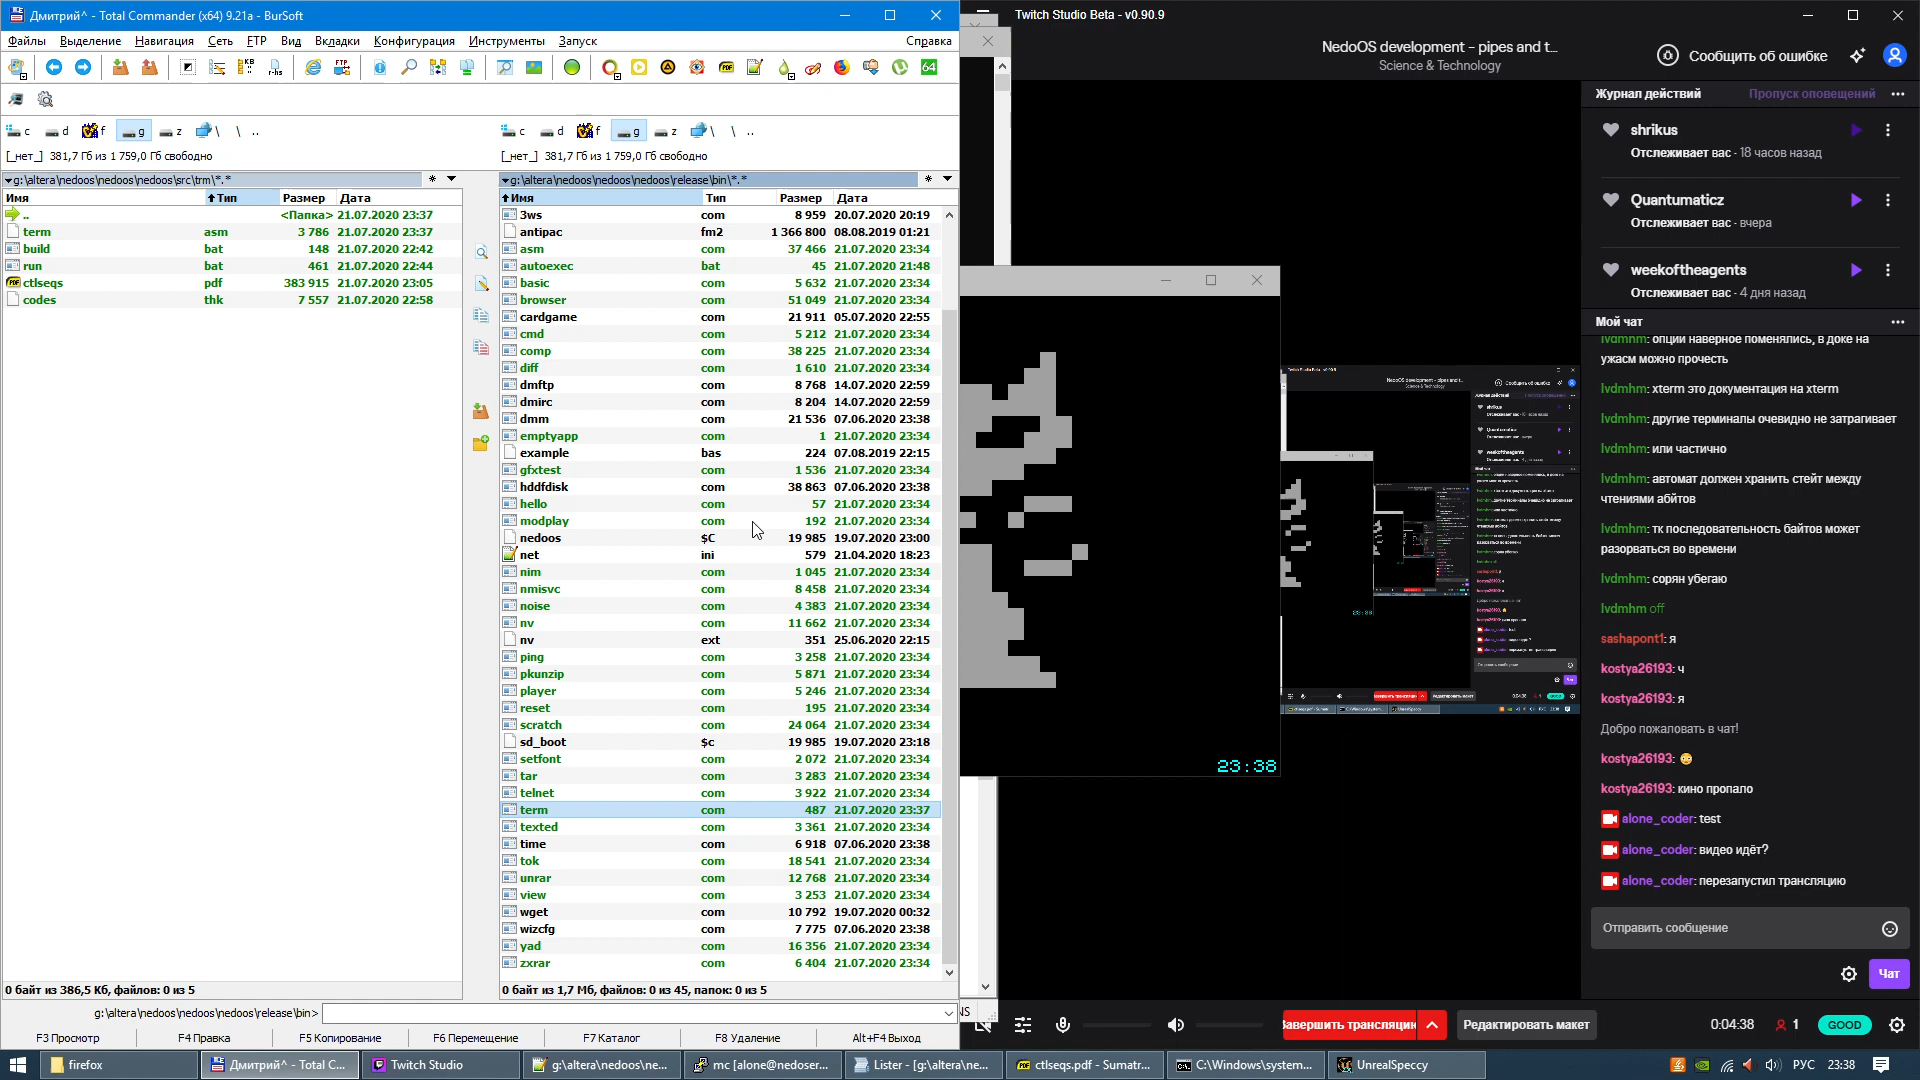 Дмитрий^ - Total Commander (x64) 9.21a - BurSoft
Файлы Выделение Навигация Сеть FTP Вид Вкладки Конфигурация Инструменты Запуск Справка
c d f g z \ \ ..
c d f g z \ \ ..
[_нет_] 381,7 Гб из 1 759,0 Гб свободно
[_нет_] 381,7 Гб из 1 759,0 Гб свободно
g:\altera\nedoos\nedoos\nedoos\src\trm\*.* * 
Имя Тип Размер Дата
.. <Папка> 21.07.2020 23:37
term asm 3 786 21.07.2020 23:37
build bat 148 21.07.2020 22:42
run bat 461 21.07.2020 22:44
ctlseqs pdf 383 915 21.07.2020 23:05
codes thk 7 557 21.07.2020 22:58
0 байт из 386,5 Кб, файлов: 0 из 5
g:\altera\nedoos\nedoos\nedoos\release\bin\*.* *
Имя Тип Размер Дата
3ws com 8 959 20.07.2020 20:19
antipac fm2 1 366 800 08.08.2019 01:21
asm com 37 466 21.07.2020 23:34
autoexec bat 45 21.07.2020 21:48
basic com 5 632 21.07.2020 23:34
browser com 51 049 21.07.2020 23:34
cardgame com 21 911 05.07.2020 22:55
cmd com 5 212 21.07.2020 23:34
comp com 38 225 21.07.2020 23:34
diff com 1 610 21.07.2020 23:34
dmftp com 8 768 14.07.2020 22:59
dmirc com 8 204 14.07.2020 22:59
dmm com 21 536 07.06.2020 23:38
emptyapp com 1 21.07.2020 23:34
example bas 224 07.08.2019 22:15
gfxtest com 1 536 21.07.2020 23:34
hddfdisk com 38 863 07.06.2020 23:38
hello com 57 21.07.2020 23:34
modplay com 192 21.07.2020 23:34
nedoos $C 19 985 19.07.2020 23:00
net ini 579 21.04.2020 18:23
nim com 1 045 21.07.2020 23:34
nmisvc com 8 458 21.07.2020 23:34
noise com 4 383 21.07.2020 23:34
nv com 11 662 21.07.2020 23:34
nv ext 351 25.06.2020 22:15
ping com 3 258 21.07.2020 23:34
pkunzip com 5 871 21.07.2020 23:34
player com 5 246 21.07.2020 23:34
reset com 195 21.07.2020 23:34
scratch com 24 064 21.07.2020 23:34
sd_boot $c 19 985 19.07.2020 23:18
setfont com 2 072 21.07.2020 23:34
tar com 3 283 21.07.2020 23:34
telnet com 3 922 21.07.2020 23:34
term com 487 21.07.2020 23:37
texted com 3 361 21.07.2020 23:34
time com 6 918 07.06.2020 23:38
tok com 18 541 21.07.2020 23:34
unrar com 12 768 21.07.2020 23:34
view com 3 253 21.07.2020 23:34
wget com 10 792 19.07.2020 00:32
wizcfg com 7 775 07.06.2020 23:38
yad com 16 356 21.07.2020 23:34
zxrar com 6 404 21.07.2020 23:34
0 байт из 1,7 Мб, файлов: 0 из 45, папок: 0 из 5
g:\altera\nedoos\nedoos\nedoos\release\bin>
F3 Просмотр F4 Правка F5 Копирование F6 Перемещение F7 Каталог F8 Удаление Alt+F4 Выход
23:38
NS
Twitch Studio Beta - v0.90.9
NedoOS development - pipes and t...
Science & Technology
Сообщить об ошибке
Журнал действий Пропуск оповещений
shrikus
Отслеживает вас - 18 часов назад
Quantumaticz
Отслеживает вас - вчера
weekoftheagents
Отслеживает вас - 4 дня назад
Мой чат
lvdmhm: опции наверное поменялись, в доке на
ужасм можно прочесть
lvdmhm: xterm это документация на xterm
lvdmhm: другие терминалы очевидно не затрагивает
lvdmhm: или частично
lvdmhm: автомат должен хранить стейт между
чтениями абйтов
lvdmhm: тк последовательность байтов может
разорваться во времени
lvdmhm: сорян убегаю
lvdmhm off
sashapont1: я
kostya26193: ч
kostya26193: я
Добро пожаловать в чат!
kostya26193:
kostya26193: кино пропало
alone_coder: test
alone_coder: видео идёт?
alone_coder: перезапустил трансляцию
Отправить сообщение
Чат
Завершить трансляцию Редактировать макет 0:04:38 1 GOOD
firefox Дмитрий^ - Total C... Twitch Studio g:\altera\nedoos\ne... mc [alone@nedoser... Lister - [g:\altera\ne... ctlseqs.pdf - Sumatr... C:\Windows\system... UnrealSpeccy РУС 23:38